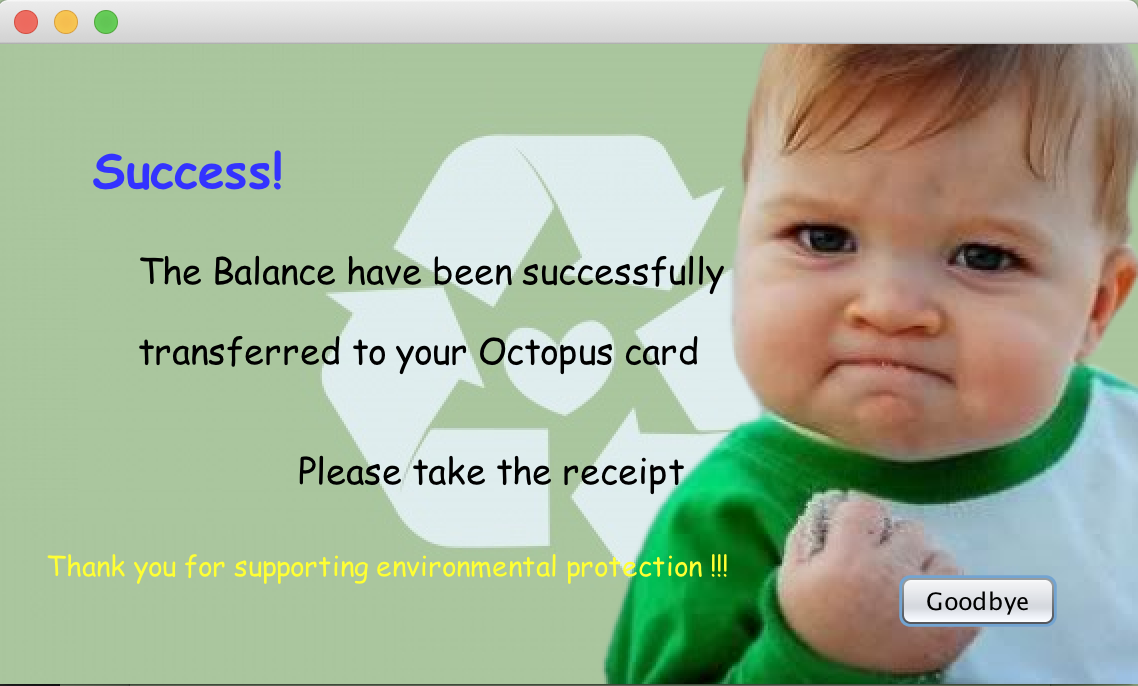 Success!
The Balance have been successfully
transferred to your Octopus card
Please take the receipt
Thank you for supporting environmental protection !!!
Goodbye